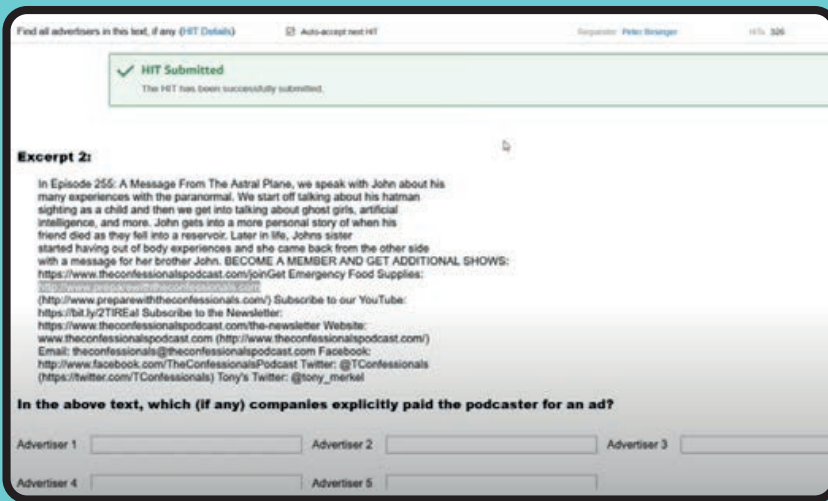 Find all advertisers in this text, if any (HIT Details) Auto-accept next HIT Requester Peter HITs 326
HIT Submitted
The HIT has been successfully submitted.
Excerpt 2:
In Episode 255: A Message From The Astral Plane, we speak with John about his
many experiences with the paranormal. We start off talking about his hatman
sighting as a child and then we get into talking about ghost girls, artificial
intelligence, and more. John gets into a more personal story of when his
friend died as they fell into a reservoir. Later in life, Johns sister
started having out of body experiences and she came back from the other side
with a message for her brother John. BECOME A MEMBER AND GET ADDITIONAL SHOWS:
https://www.theconfessionalspodcast.com/joinGet Emergency Food Supplies:
http://www.preparewiththeconfessionals.com
(http://www.preparewiththeconfessionals.com/) Subscribe to our YouTube:
https://bit.ly/2TlREaI Subscribe to the Newsletter:
https://www.theconfessionalspodcast.com/the-newsletter Website:
www.theconfessionalspodcast.com (http://www.theconfessionalspodcast.com/)
Email: theconfessionals@theconfessionalspodcast.com Facebook:
http://www.facebook.com/TheConfessionalsPodcast Twitter: @TConfessionals
(https://twitter.com/TConfessionals) Tony's Twitter: @tony_merkel
In the above text, which (if any) companies explicitly paid the podcaster for an ad?
Advertiser 1 Advertiser 2 Advertiser 3
Advertiser 4 Advertiser 5